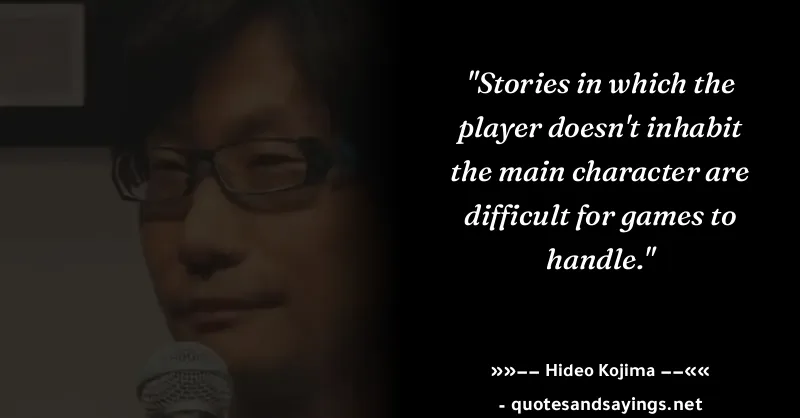 "Stories in which the
player doesn't inhabit
the main character are
difficult for games to
handle."
»»—— Hideo Kojima ——««
- quotesandsayings.net